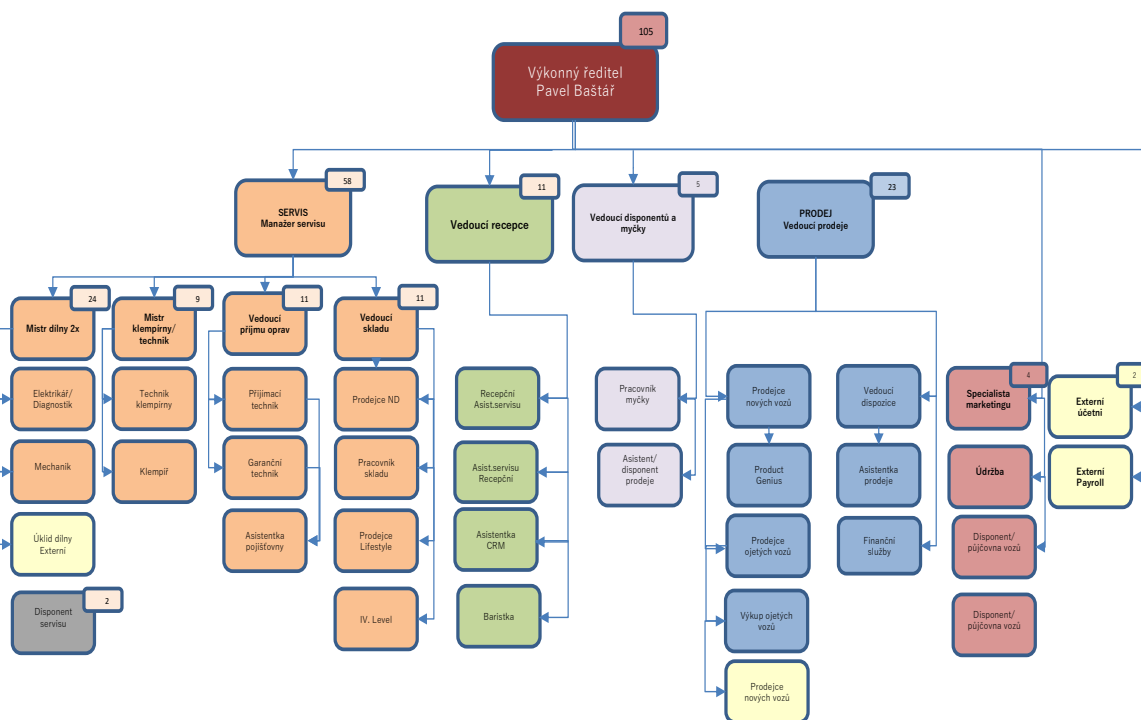 105
Výkonný ředitel
Pavel Baštář
58
SERVIS
Manažer servisu
11
Vedoucí recepce
5
Vedoucí disponentů a
myčky
23
PRODEJ
Vedoucí prodeje
24
Mistr dílny 2x
9
Mistr
klempírny/
technik
11
Vedoucí
příjmu oprav
11
Vedoucí
skladu
Elektrikář/
Diagnostik
Technik
klempírny
Přijímací
technik
Prodejce ND
Recepční
Asist.servisu
Pracovník
myčky
Prodejce
nových vozů
Vedoucí
dispozice
4
Specialista
marketingu
2
Externí
účetní
Mechanik
Klempíř
Garanční
technik
Pracovník
skladu
Asist.servisu
Recepční
Asistent/
disponent
prodeje
Product
Genius
Asistentka
prodeje
Údržba
Externí
Payroll
Úklid dílny
Externí
Asistentka
pojišťovny
Prodejce
Lifestyle
Asistentka
CRM
Prodejce
ojetých vozů
Finanční
služby
Disponent/
půjčovna vozů
2
Disponent
servisu
IV. Level
Baristka
Výkup ojetých
vozů
Disponent/
půjčovna vozů
Prodejce
nových vozů